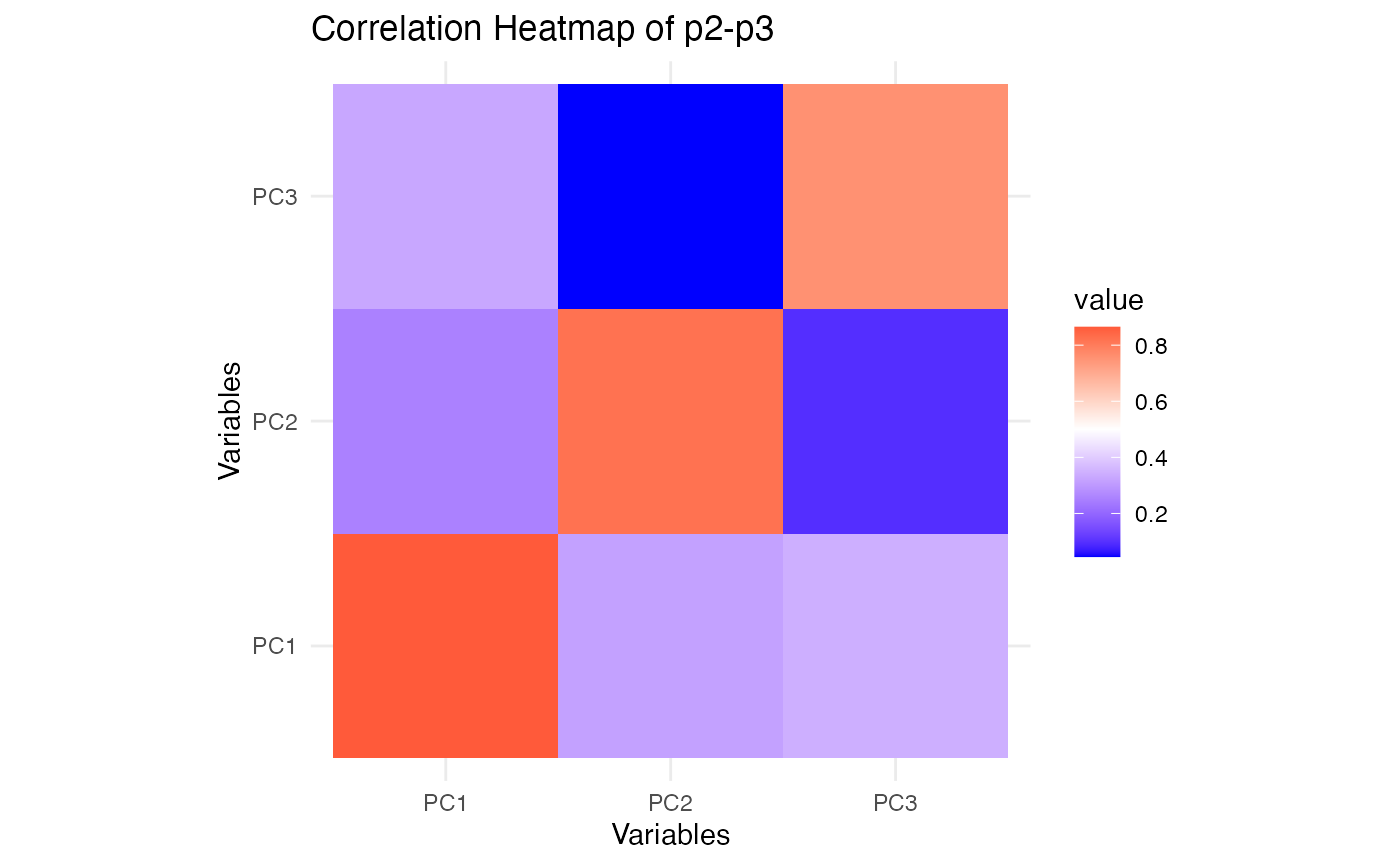 Correlation Heatmap of p2-p3
PC3
PC2
PC1
Variables
PC1 PC2 PC3
Variables
value
0.8
0.6
0.4
0.2